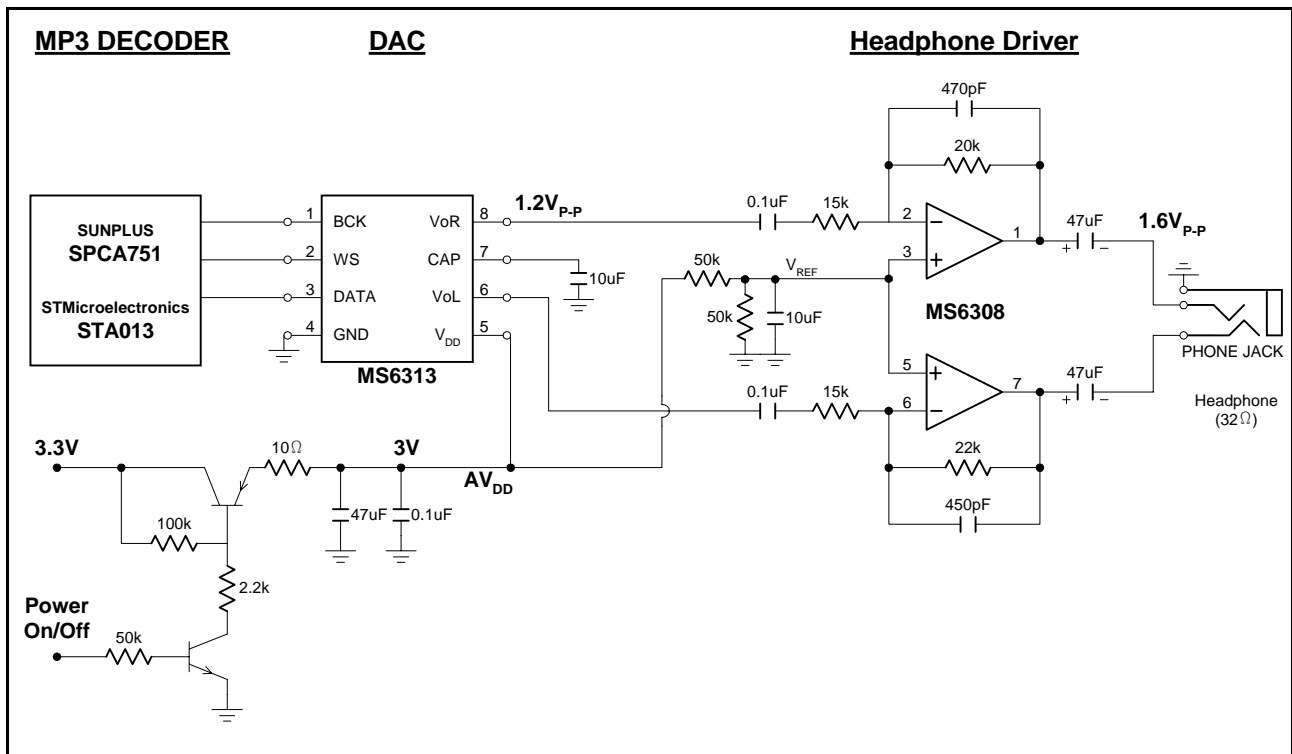 MP3 DECODER
DAC
Headphone Driver
470pF
20k
SUNPLUS
SPCA751
STMicroelectronics
STA013
1 BCK VoR 8
2 WS CAP 7
3 DATA VoL 6
4 GND VDD 5
MS6313
1.2VP-P
10uF
0.1uF
15k
2
3
1
47uF
1.6VP-P
+ −
50k
VREF
50k
10uF
MS6308
PHONE JACK
0.1uF
15k
5
6
7
47uF
+ −
Headphone
(32Ω)
22k
450pF
3.3V
10Ω
3V
AVDD
47uF
0.1uF
100k
2.2k
Power
On/Off
50k